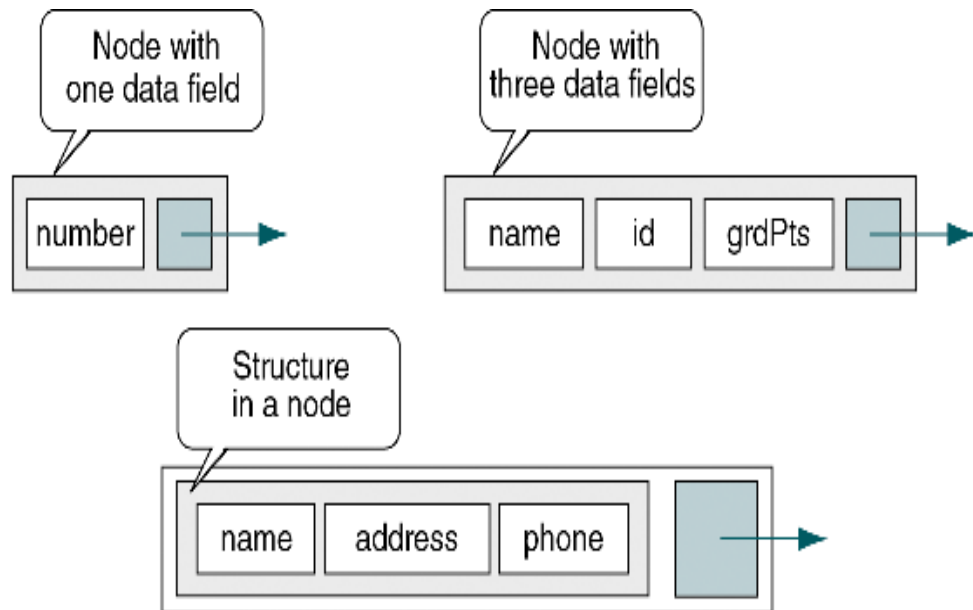 Node with
one data field
Node with
three data fields
number
name id grdPts
Structure
in a node
name address phone